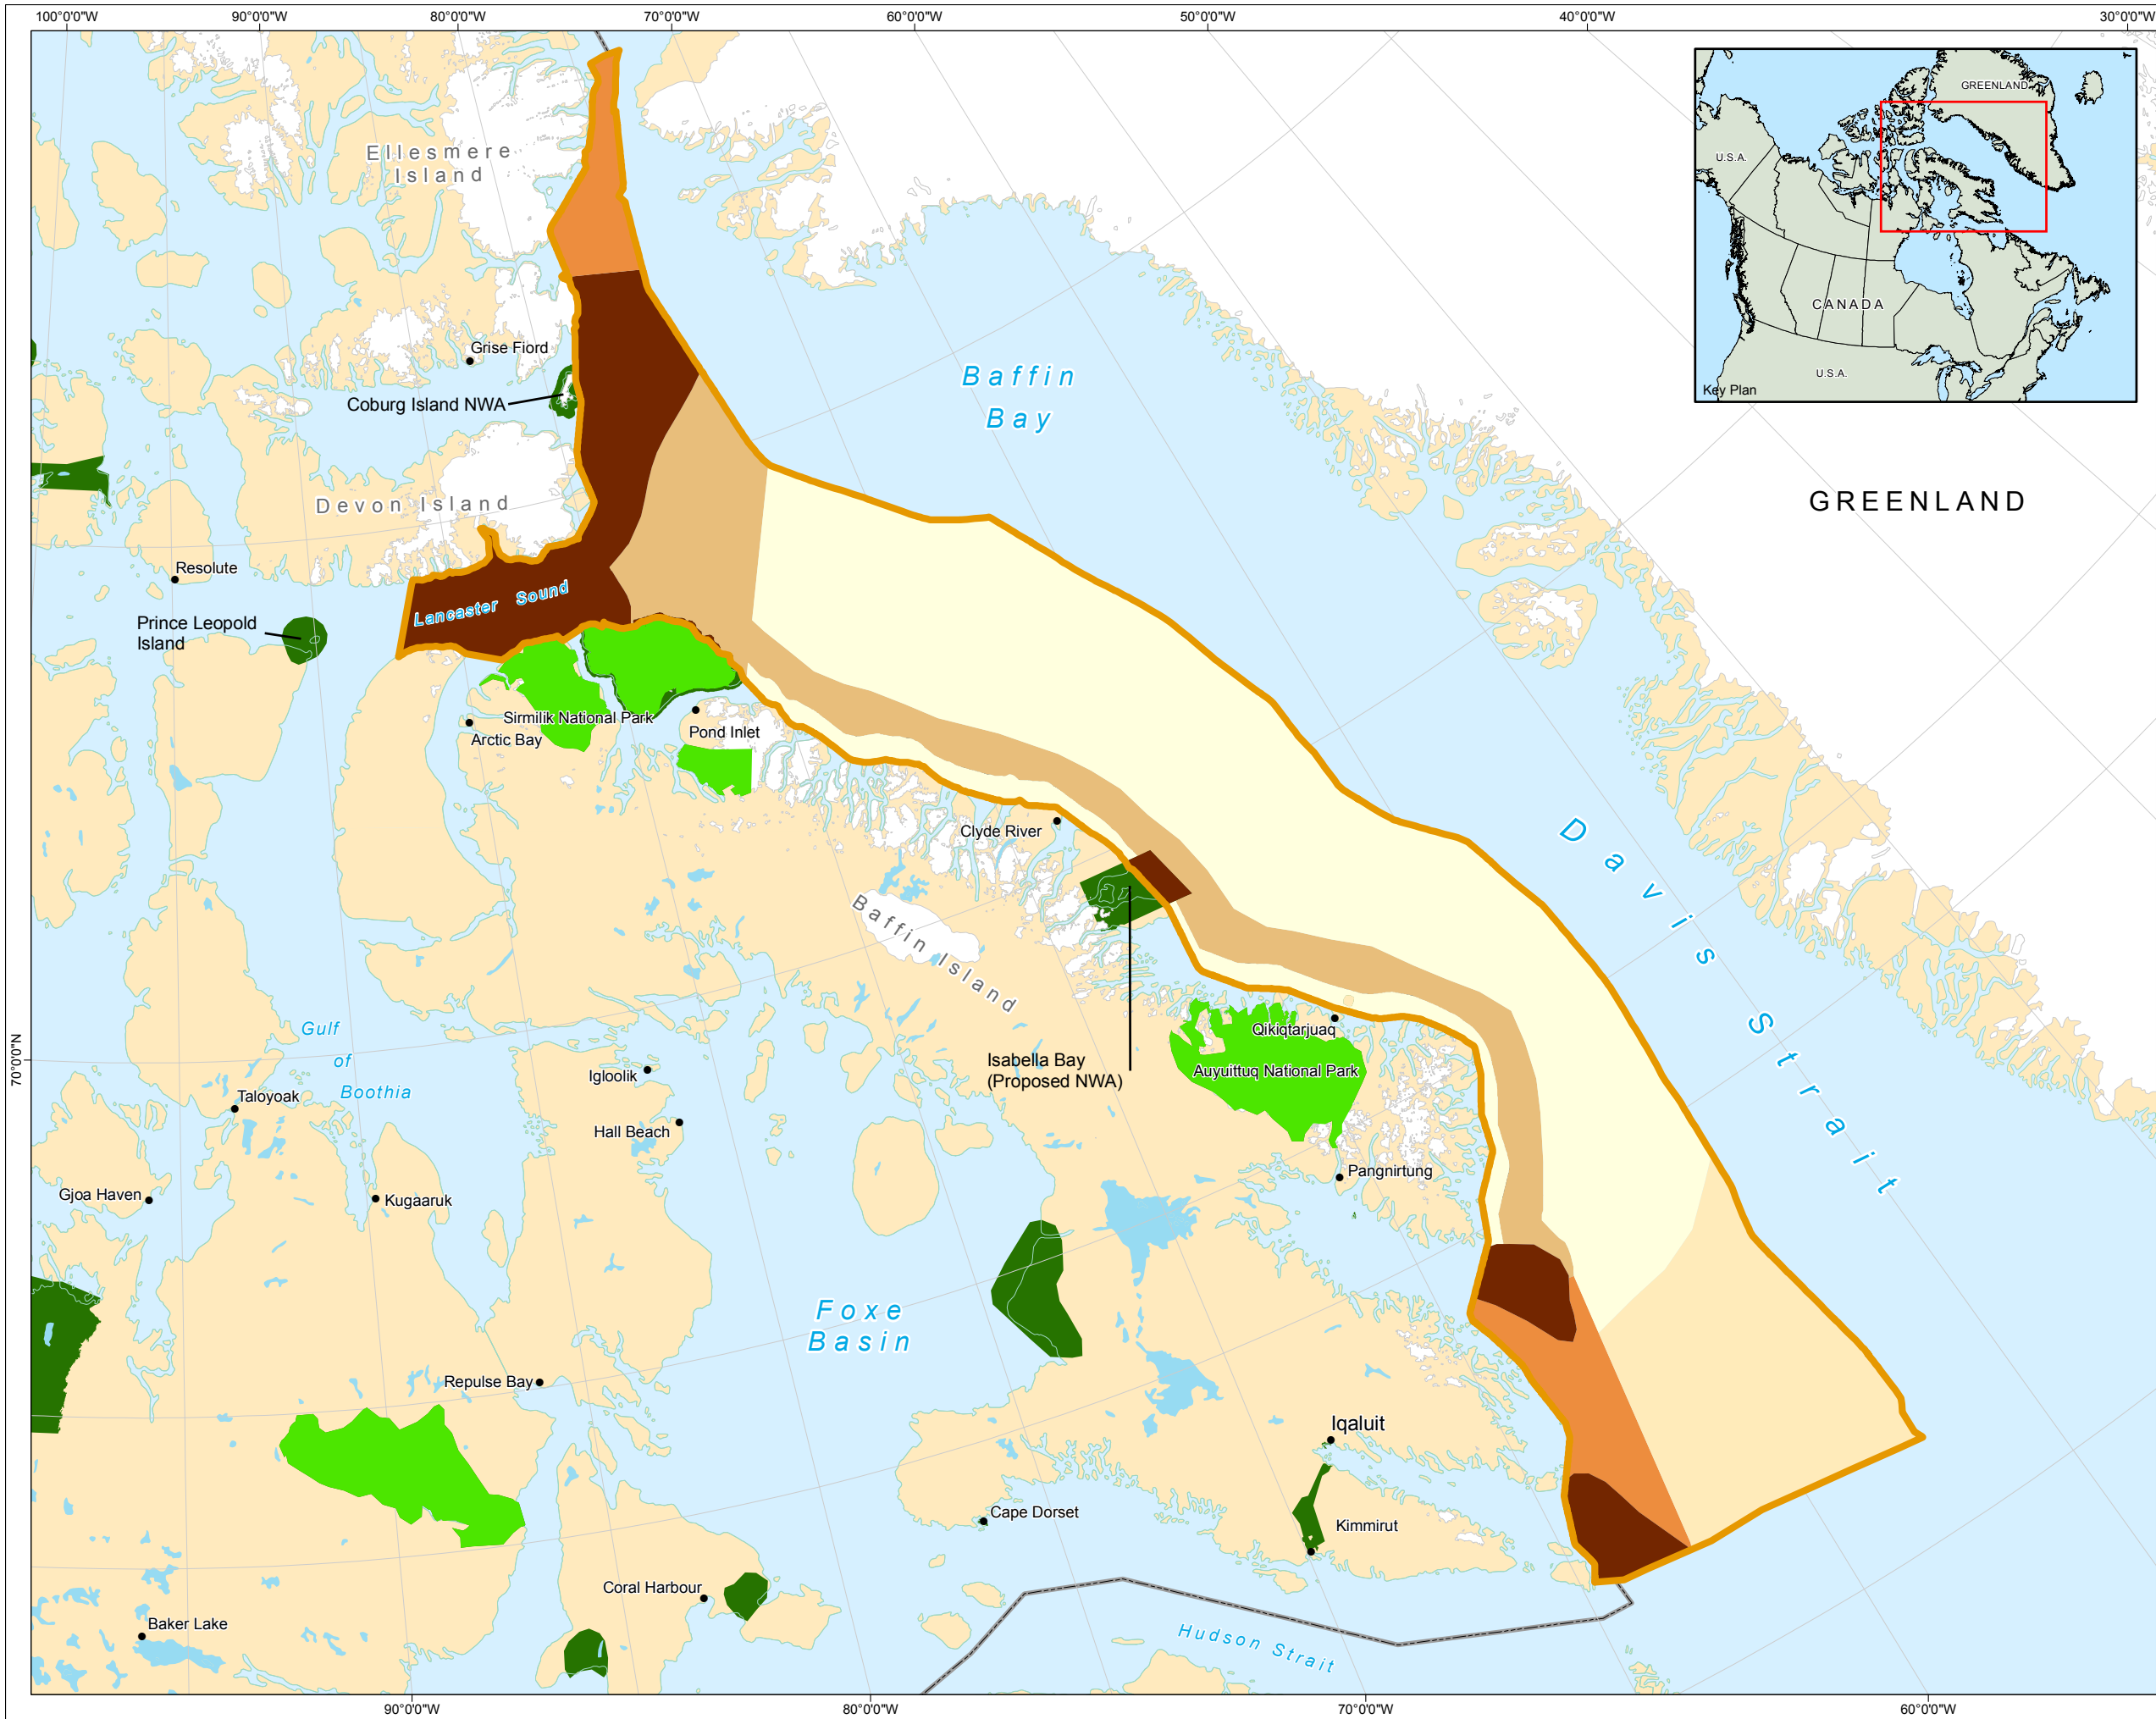 100°0'0"W
90°0'0"W
80°0'0"W
70°0'0"W
60°0'0"W
50°0'0"W
40°0'0"W
30°0'0"W
GREENLAND
U.S.A.
CANADA
U.S.A.
Key Plan
Ellesmere
Island
Grise Fiord
Coburg Island NWA
Baffin
Bay
Devon Island
GREENLAND
Resolute
Lancaster Sound
Prince Leopold
Island
Sirmilik National Park
Arctic Bay
Pond Inlet
Clyde River
Davis Strait
Baffin Island
Gulf
of
Boothia
70°0'0"N
Qikiqtarjuaq
Isabella Bay
(Proposed NWA)
Auyuittuq National Park
Igloolik
Taloyoak
Hall Beach
Pangnirtung
Gjoa Haven
Kugaaruk
Foxe
Basin
Repulse Bay
Iqaluit
Cape Dorset
Kimmirut
Coral Harbour
Baker Lake
Hudson Strait
90°0'0"W
80°0'0"W
70°0'0"W
60°0'0"W